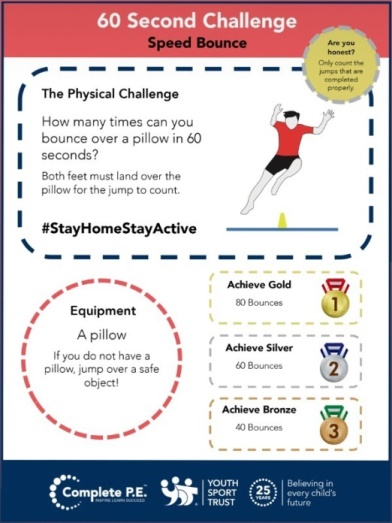 60 Second Challenge
Speed Bounce
Are you
honest?
Only count the
jumps that are
completed
properly.
The Physical Challenge
How many times can you
bounce over a pillow in 60
seconds?
Both feet must land over the
pillow for the jump to count.
#StayHomeStayActive
Equipment
A pillow
If you do not have a
pillow, jump over a safe
object!
Achieve Gold
80 Bounces
1
Achieve Silver
60 Bounces
2
Achieve Bronze
40 Bounces
3
Complete P.E.
INSPIRE LEARN SUCCEED
YOUTH
SPORT
TRUST
25
YEARS
Believing in
every child's
future